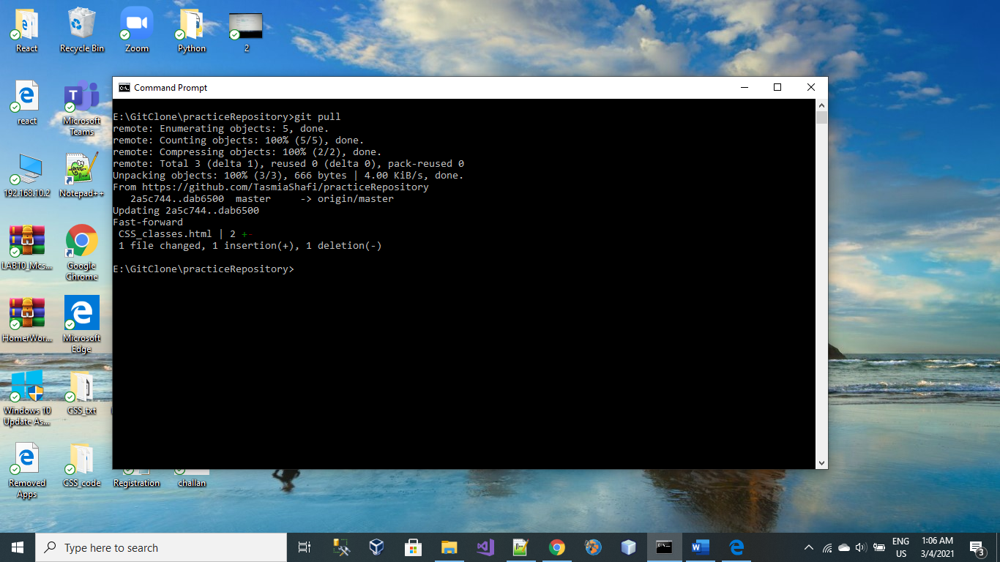 React
Recycle Bin
Zoom
Python
2
react
Microsoft
Teams
192.168.10.2
Notepad++
LAB10_Mcs...
Google
Chrome
HomerWor...
Microsoft
Edge
Windows 10
Update As...
CSS_txt
Removed
Apps
CSS_code
Registration
challan
Command Prompt
E:\GitClone\practiceRepository>git pull
remote: Enumerating objects: 5, done.
remote: Counting objects: 100% (5/5), done.
remote: Compressing objects: 100% (2/2), done.
remote: Total 3 (delta 1), reused 0 (delta 0), pack-reused 0
Unpacking objects: 100% (3/3), 666 bytes | 4.00 KiB/s, done.
From https://github.com/TasmiaShafi/practiceRepository
   2a5c744..dab6500  master     -> origin/master
Updating 2a5c744..dab6500
Fast-forward
 CSS_classes.html | 2 +-
 1 file changed, 1 insertion(+), 1 deletion(-)
E:\GitClone\practiceRepository>
Type here to search
ENG
US
1:06 AM
3/4/2021
3